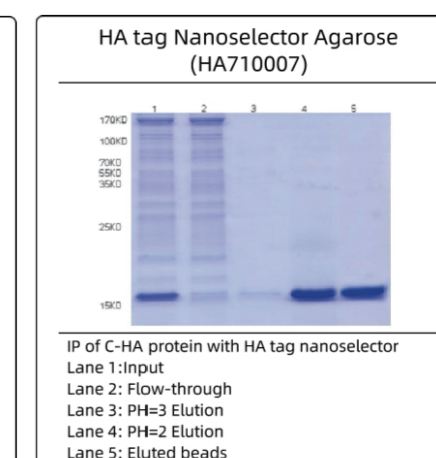 HA tag Nanoselector Agarose
(HA710007)
1 2 3 4 5
170KD
100KD
70KD
55KD
35KD
25KD
15KD
IP of C-HA protein with HA tag nanoselector
Lane 1:Input
Lane 2: Flow-through
Lane 3: PH=3 Elution
Lane 4: PH=2 Elution
Lane 5: Eluted beads